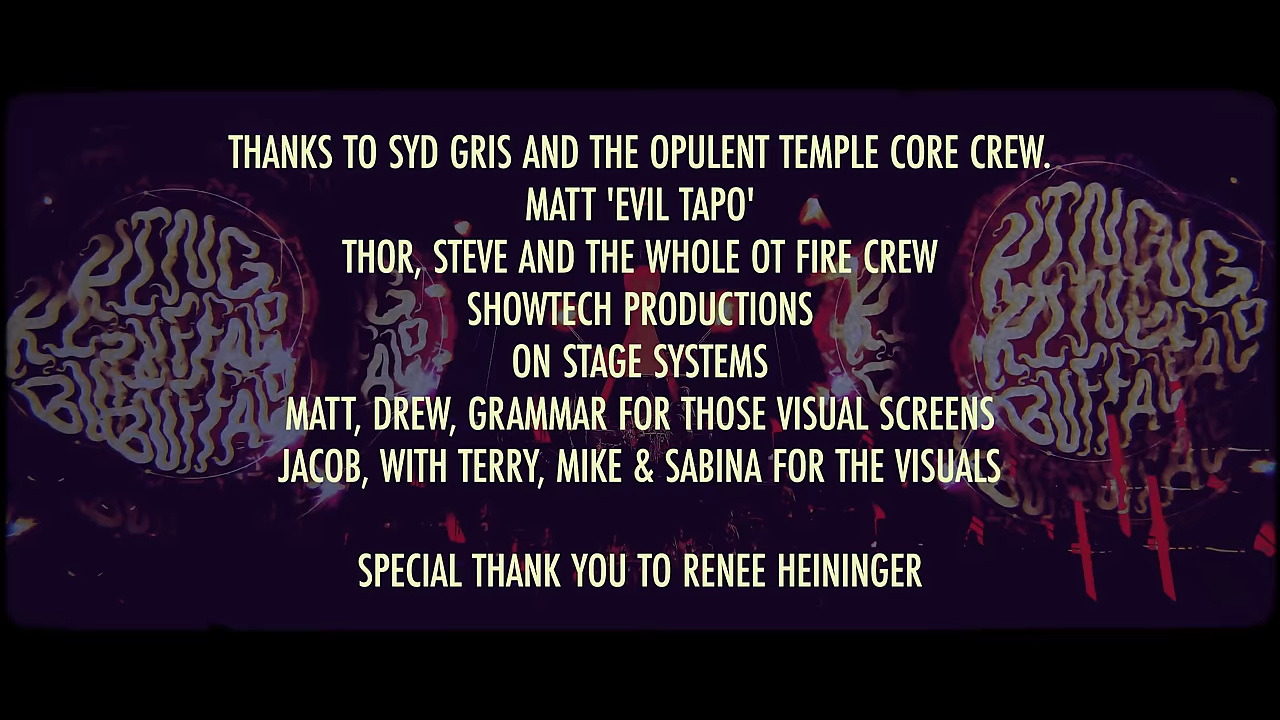 THANKS TO SYD GRIS AND THE OPULENT TEMPLE CORE CREW.
MATT 'EVIL TAPO'
THOR, STEVE AND THE WHOLE OT FIRE CREW
SHOWTECH PRODUCTIONS
ON STAGE SYSTEMS
MATT, DREW, GRAMMAR FOR THOSE VISUAL SCREENS
JACOB, WITH TERRY, MIKE & SABINA FOR THE VISUALS
SPECIAL THANK YOU TO RENEE HEININGER